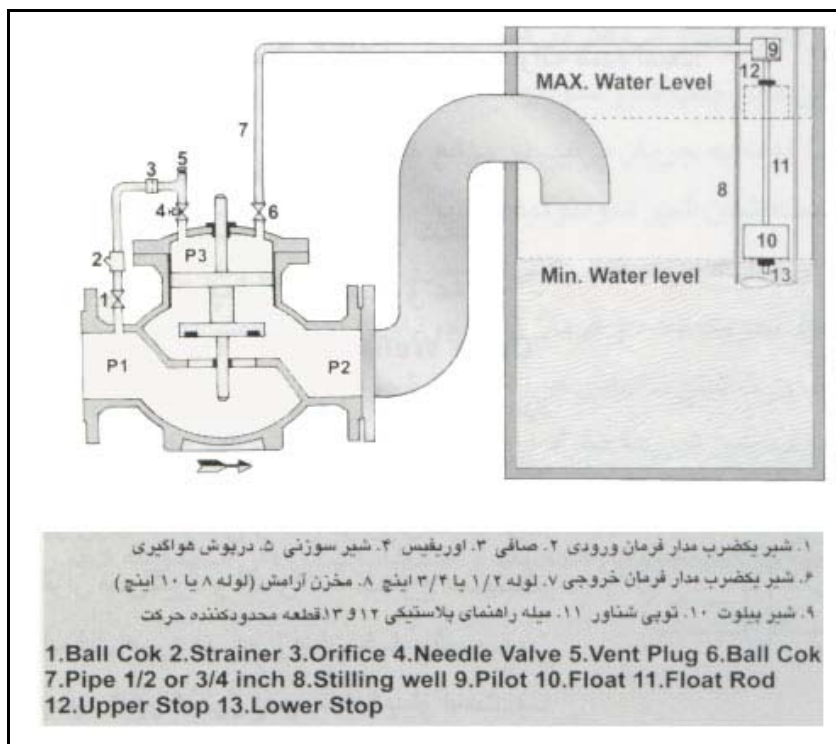 9
12
MAX. Water Level
7
5
3
11
4
6
8
10
P3
2
Min. Water level
13
1
P1
P2
۱. شیر یکضرب مدار فرمان ورودی ۲. صافی ۳. اوریفیس ۴. شیر سوزنی ۵. درپوش هواگیری
۶. شیر یکضرب مدار فرمان خروجی ۷. لوله ۱/۲ یا ۳/۴ اینچ ۸. مخزن آرامش (لوله ۸ یا ۱۰ اینچ)
۹. شیر پیلوت ۱۰. توپی شناور ۱۱. میله راهنمای پلاستیکی ۱۲و۱۳.قطعه محدودکننده حرکت
1.Ball Cok 2.Strainer 3.Orifice 4.Needle Valve 5.Vent Plug 6.Ball Cok
7.Pipe 1/2 or 3/4 inch 8.Stilling well 9.Pilot 10.Float 11.Float Rod
12.Upper Stop 13.Lower Stop